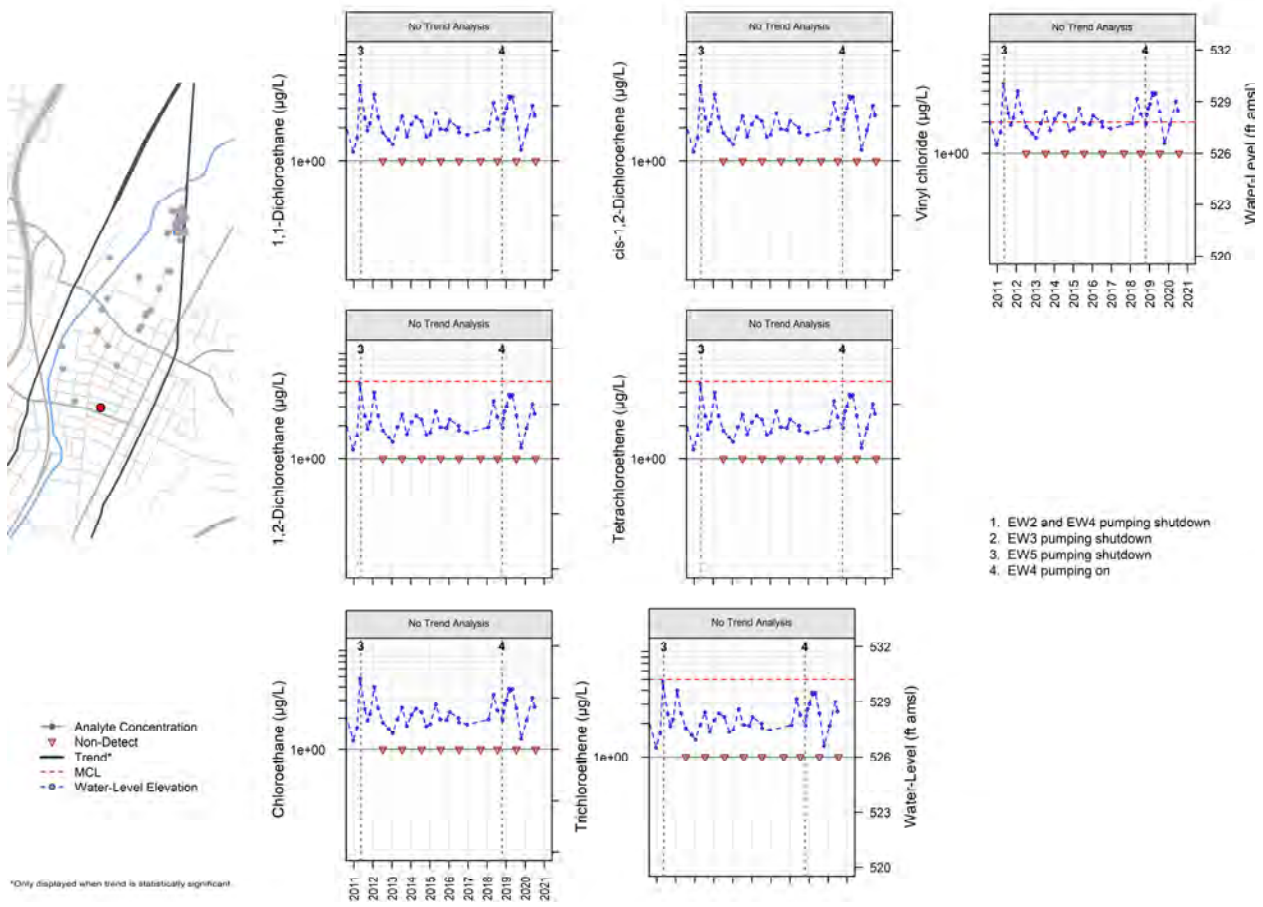 No Trend Analysis
3
4
1,1-Dichloroethane (µg/L)
1e+00
No Trend Analysis
3
4
cis-1,2-Dichloroethene (µg/L)
1e+00
No Trend Analysis
3
4
Vinyl chloride (µg/L)
1e+00
532
529
526
523
520
Water-Level (ft amsl)
2011
2012
2013
2014
2015
2016
2017
2018
2019
2020
2021
No Trend Analysis
3
4
1,2-Dichloroethane (µg/L)
1e+00
No Trend Analysis
3
4
Tetrachloroethene (µg/L)
1e+00
1. EW2 and EW4 pumping shutdown
2. EW3 pumping shutdown
3. EW5 pumping shutdown
4. EW4 pumping on
No Trend Analysis
3
4
Chloroethane (µg/L)
1e+00
2011
2012
2013
2014
2015
2016
2017
2018
2019
2020
2021
No Trend Analysis
3
4
Trichloroethene (µg/L)
1e+00
532
529
526
523
520
Water-Level (ft amsl)
Analyte Concentration
Non-Detect
Trend*
MCL
Water-Level Elevation
*Only displayed when trend is statistically significant.